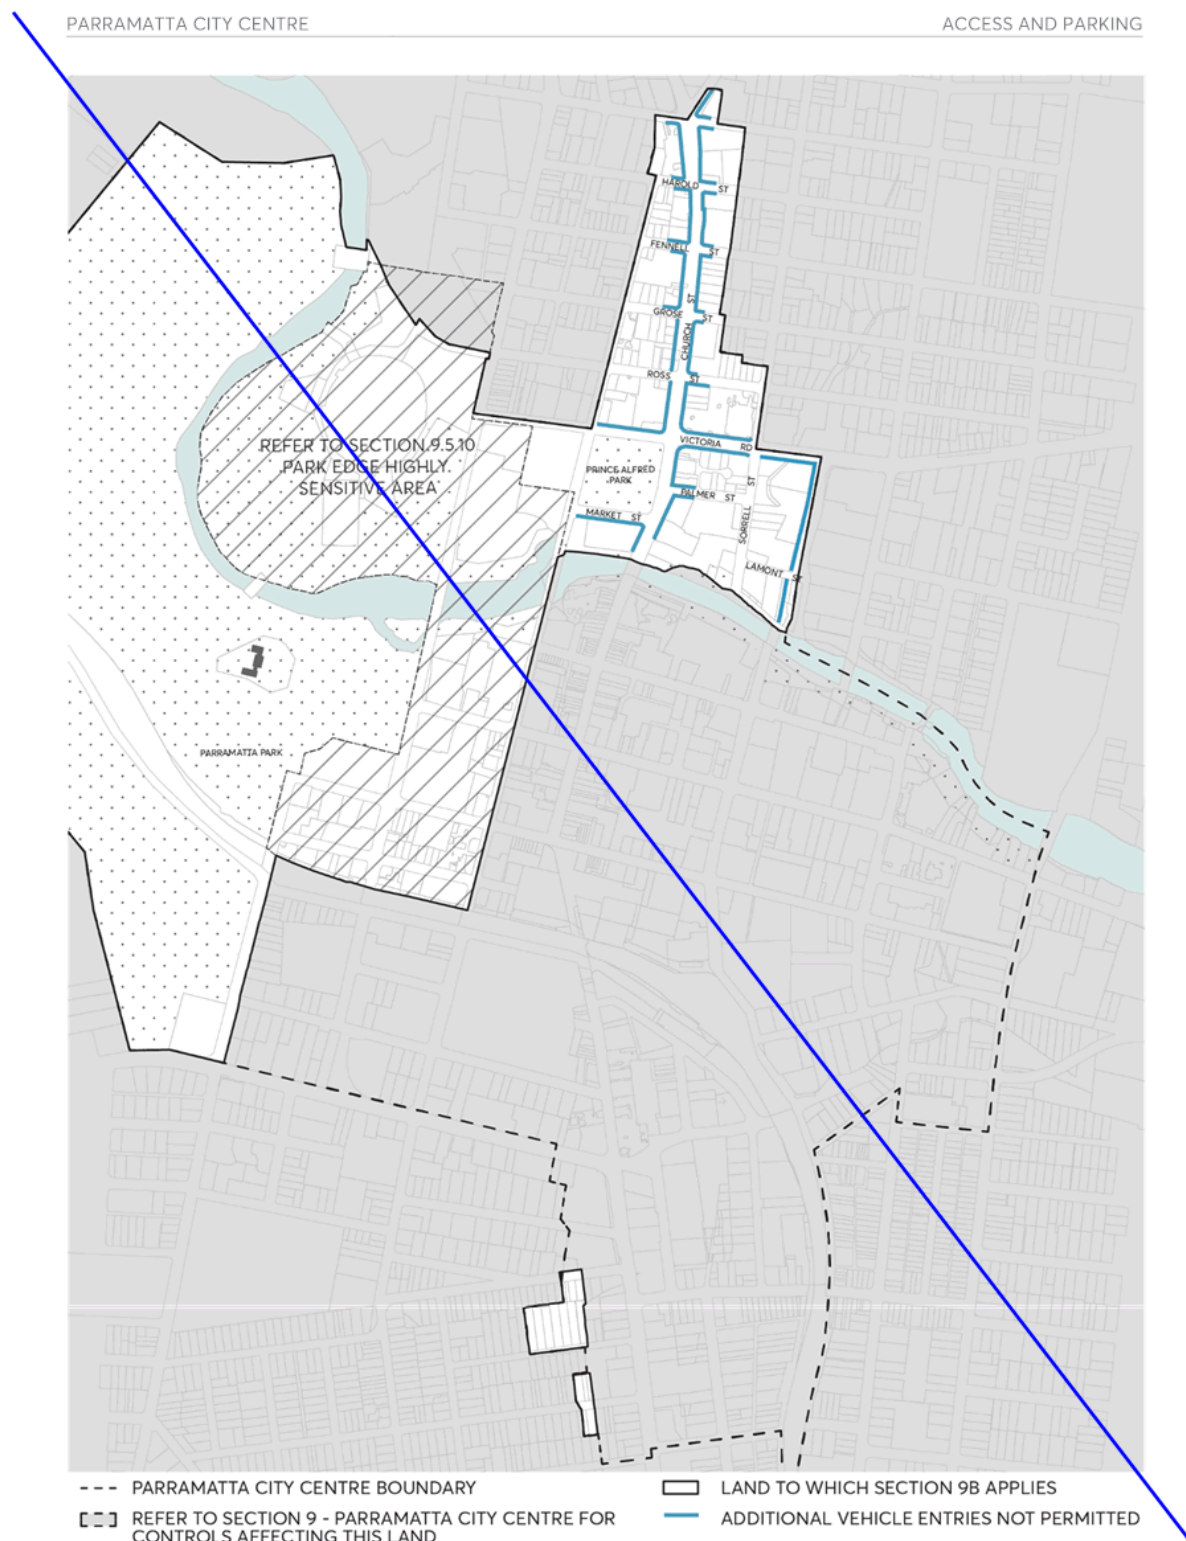 PARRAMATTA CITY CENTRE
ACCESS AND PARKING
HAROLD ST
FENNELL ST
GROSE ST
CHURCH ST
ROSS ST
VICTORIA RD
REFER TO SECTION 9.5.10
PARK EDGE HIGHLY
SENSITIVE AREA
PRINCE ALFRED
PARK
PALMER ST
SORRELL ST
MARKET ST
LAMONT ST
PARRAMATTA PARK
PARRAMATTA CITY CENTRE BOUNDARY
LAND TO WHICH SECTION 9B APPLIES
REFER TO SECTION 9 - PARRAMATTA CITY CENTRE FOR
CONTROLS AFFECTING THIS LAND
ADDITIONAL VEHICLE ENTRIES NOT PERMITTED